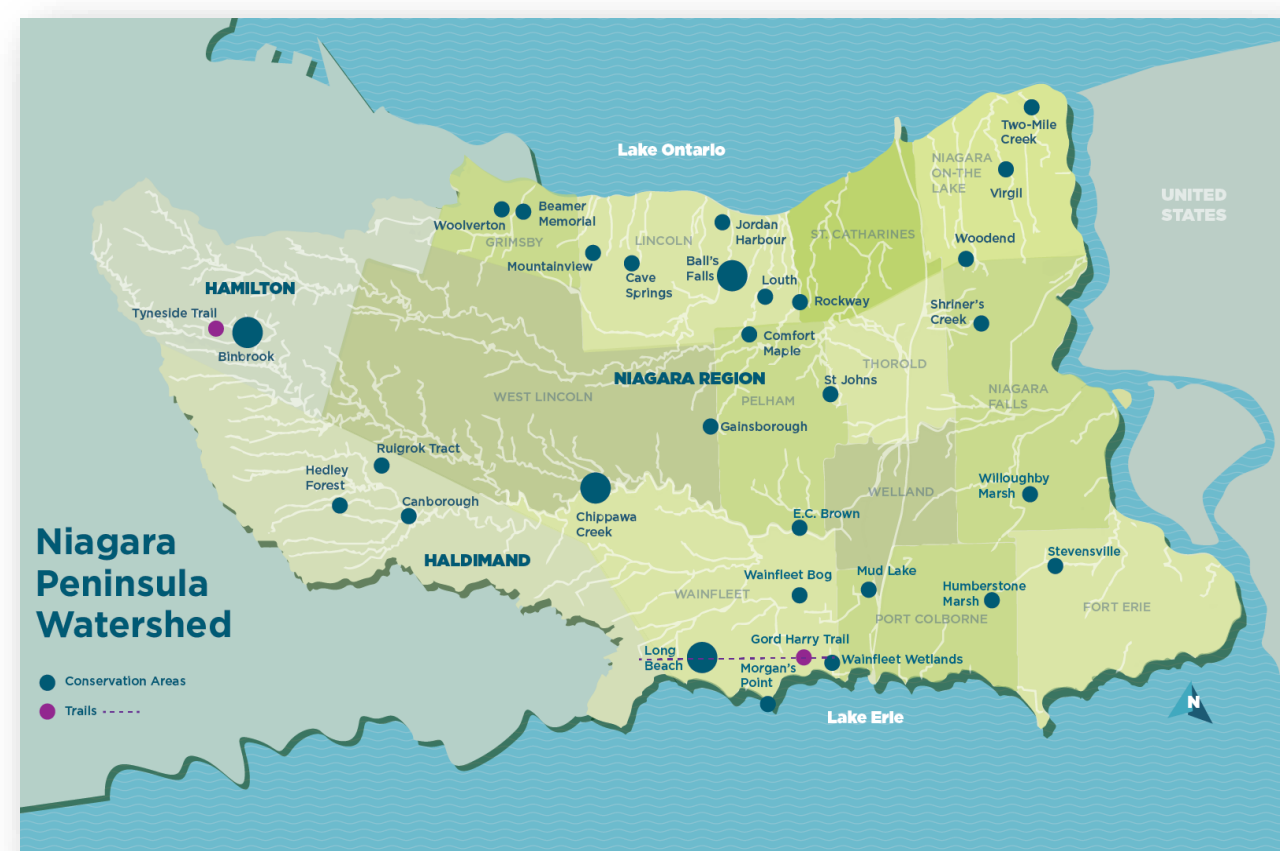 Lake Ontario
Two-Mile
Creek
NIAGARA
ON-THE
LAKE
Virgil
UNITED
STATES
Woolverton
Beamer
Memorial
GRIMSBY
Mountainview
LINCOLN
Cave
Springs
Jordan
Harbour
Ball's
Falls
Louth
Rockway
ST. CATHARINES
Woodend
Shriner's
Creek
HAMILTON
Tyneside Trail
Binbrook
Comfort
Maple
THOROLD
NIAGARA REGION
St Johns
WEST LINCOLN
PELHAM
NIAGARA
FALLS
Gainsborough
Ruigrok Tract
Hedley
Forest
Canborough
Chippawa
Creek
WELLAND
Willoughby
Marsh
E.C. Brown
HALDIMAND
Stevensville
Wainfleet Bog
Mud Lake
Humberstone
Marsh
WAINFLEET
PORT COLBORNE
FORT ERIE
Gord Harry Trail
Long
Beach
Wainfleet Wetlands
Morgan's
Point
Lake Erie
N
Niagara
Peninsula
Watershed
Conservation Areas
Trails